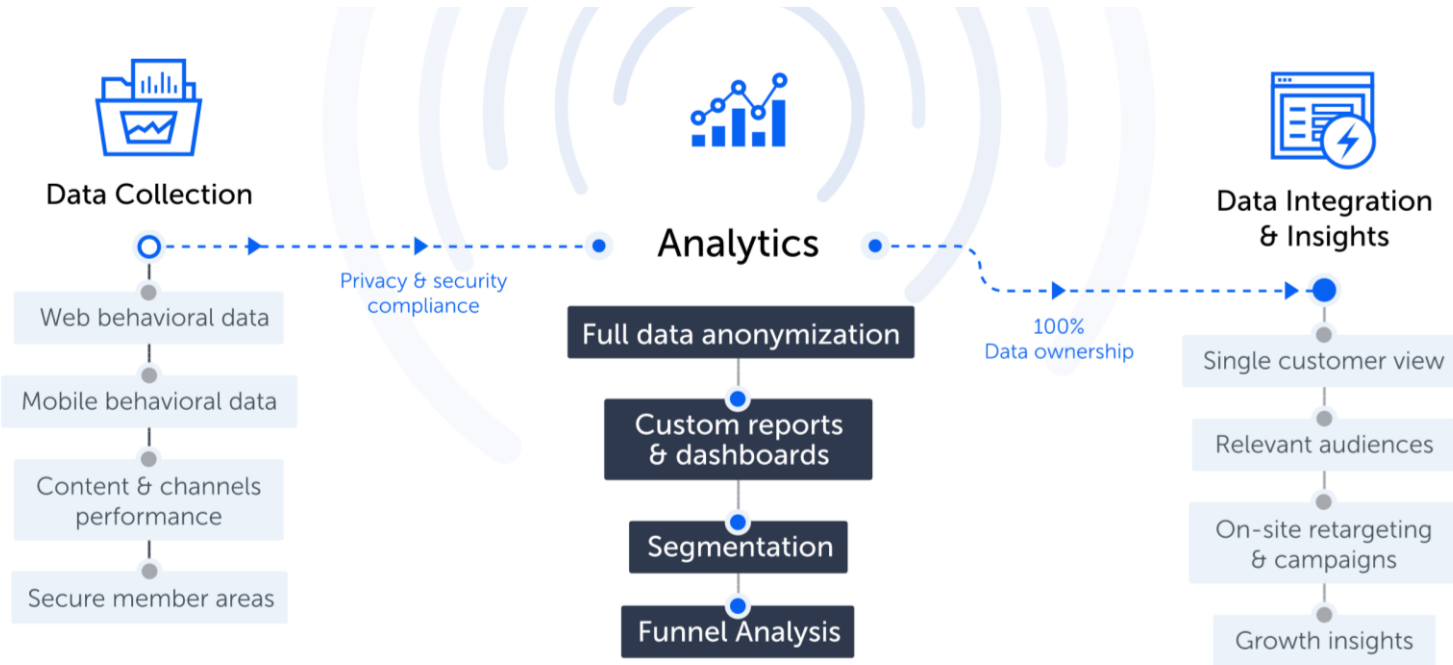 Data Collection
Web behavioral data
Mobile behavioral data
Content & channels
performance
Secure member areas
Privacy & security
compliance
Analytics
Full data anonymization
Custom reports
& dashboards
Segmentation
Funnel Analysis
100%
Data ownership
Data Integration
& Insights
Single customer view
Relevant audiences
On-site retargeting
& campaigns
Growth insights